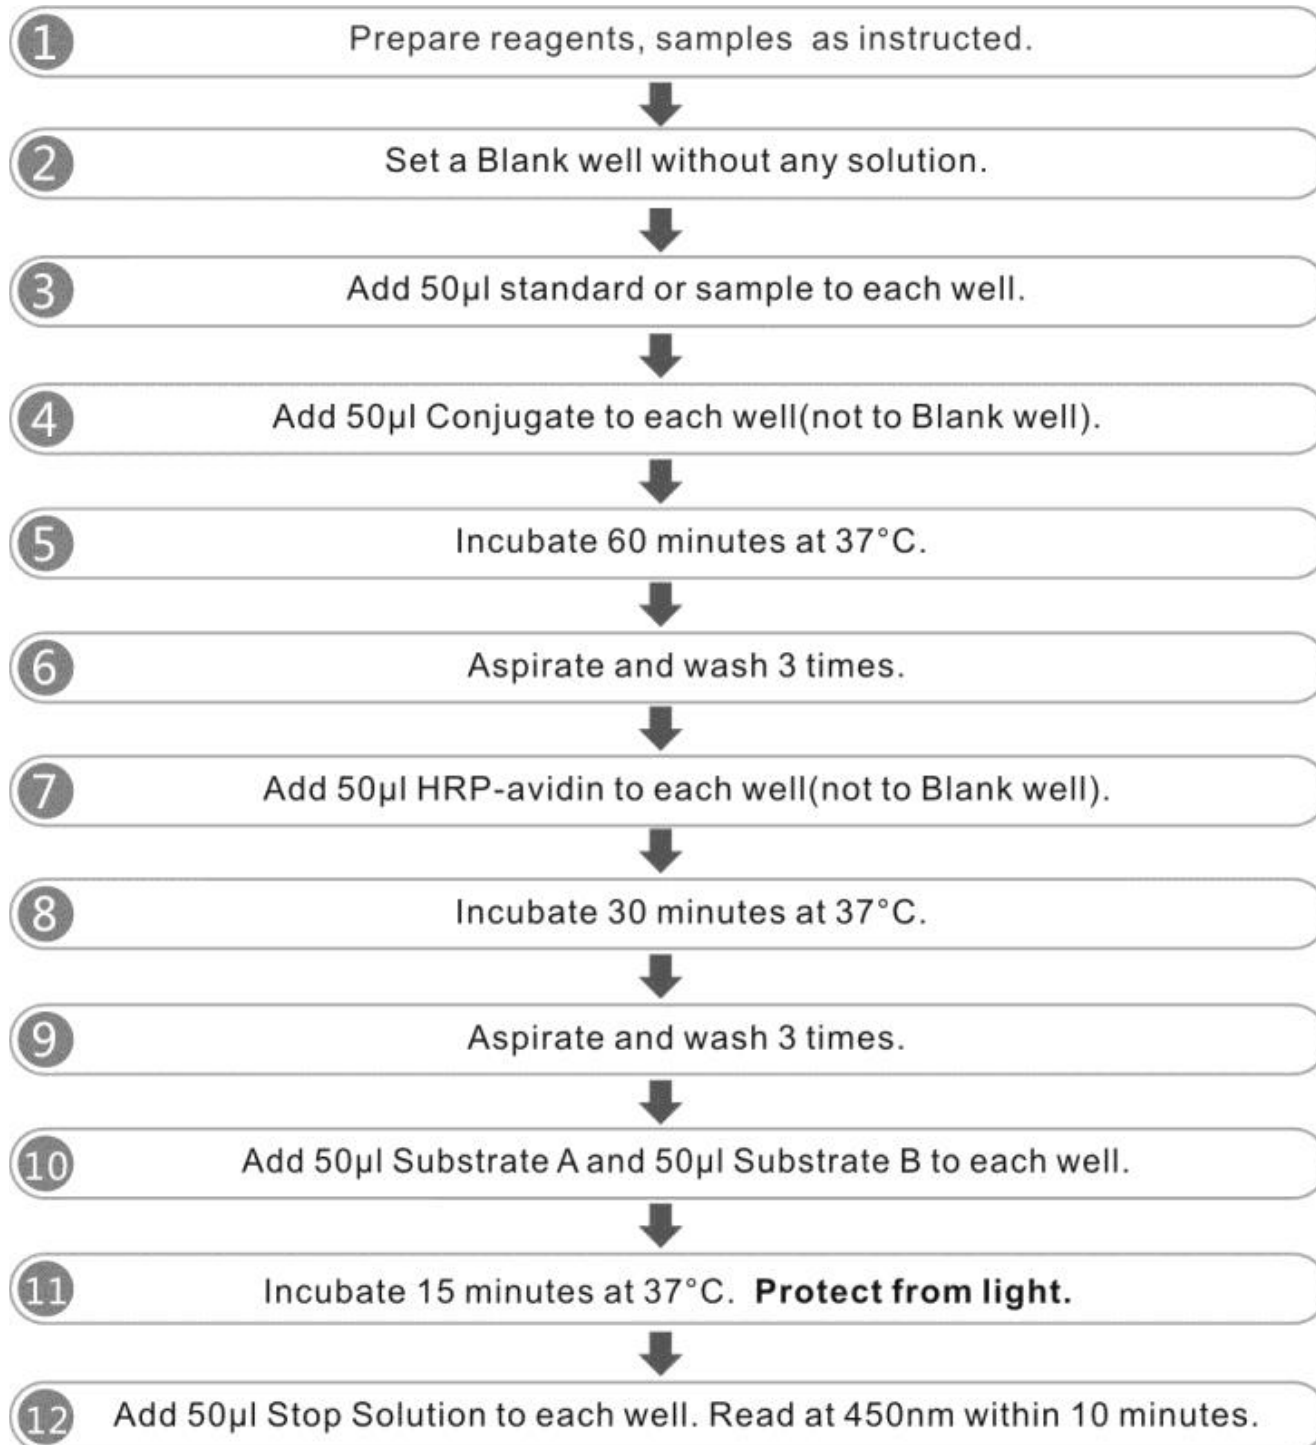 1 Prepare reagents, samples as instructed.
2 Set a Blank well without any solution.
3 Add 50µl standard or sample to each well.
4 Add 50µl Conjugate to each well(not to Blank well).
5 Incubate 60 minutes at 37°C.
6 Aspirate and wash 3 times.
7 Add 50µl HRP-avidin to each well(not to Blank well).
8 Incubate 30 minutes at 37°C.
9 Aspirate and wash 3 times.
10 Add 50µl Substrate A and 50µl Substrate B to each well.
11 Incubate 15 minutes at 37°C. Protect from light.
12 Add 50µl Stop Solution to each well. Read at 450nm within 10 minutes.